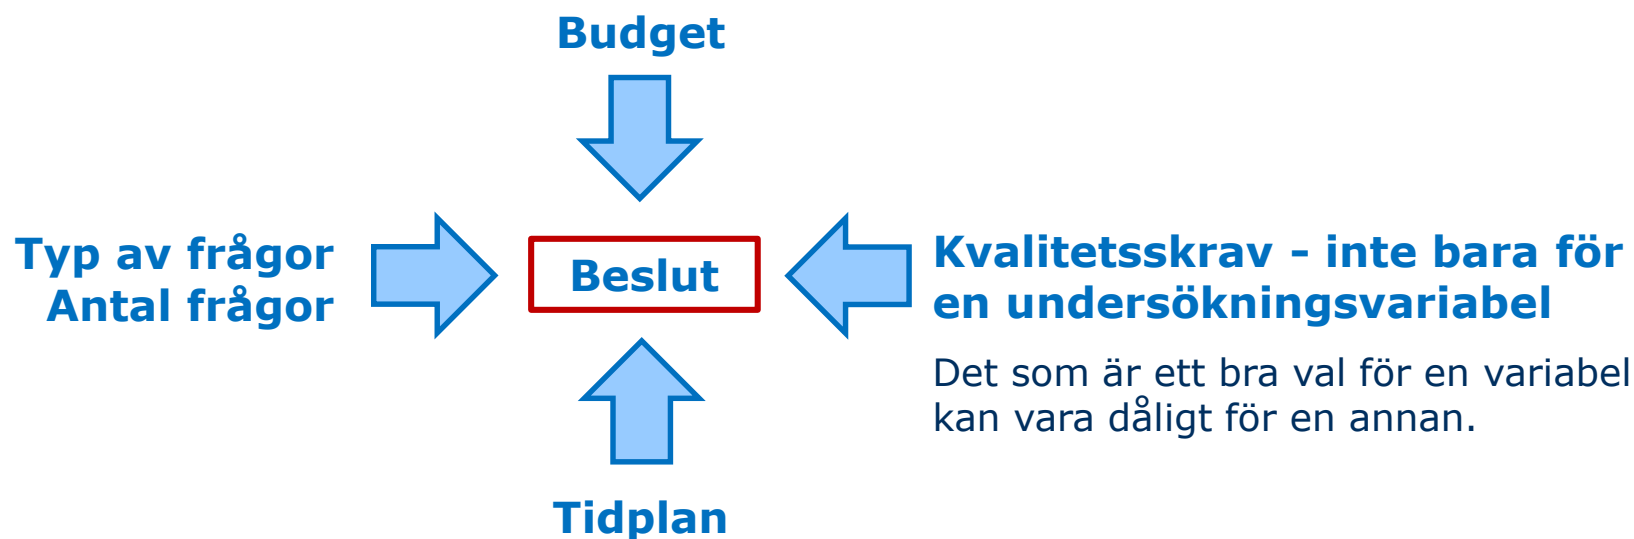 Budget
Typ av frågor
Antal frågor
Beslut
Kvalitetsskrav - inte bara för
en undersökningsvariabel
Det som är ett bra val för en variabel
kan vara dåligt för en annan.
Tidplan